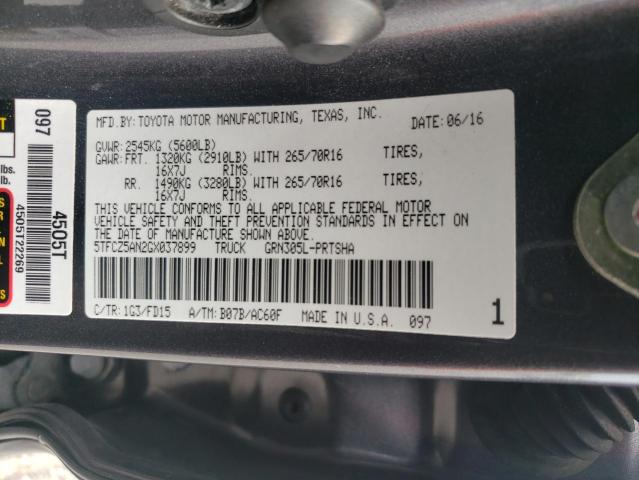 MFD.BY:TOYOTA MOTOR MANUFACTURING, TEXAS, INC. DATE: 06/16
GVWR:2545KG (5600LB)
GAWR:FRT. 1320KG (2910LB) WITH 265/70R16 TIRES,
16X7J RIMS.
RR. 1490KG (3280LB) WITH 265/70R16 TIRES,
16X7J RIMS.
THIS VEHICLE CONFORMS TO ALL APPLICABLE FEDERAL MOTOR
VEHICLE SAFETY AND THEFT PREVENTION STANDARDS IN EFFECT ON
THE DATE OF MANUFACTURE SHOWN ABOVE.
5TFCZ5AN2GX037899 TRUCK GRN305L-PRTSHA
C/TR:1G3/FD15 A/TM:B07B/AC60F MADE IN U.S.A. 097 1
097
4505T
4505T22269
T
lbs.
lb.